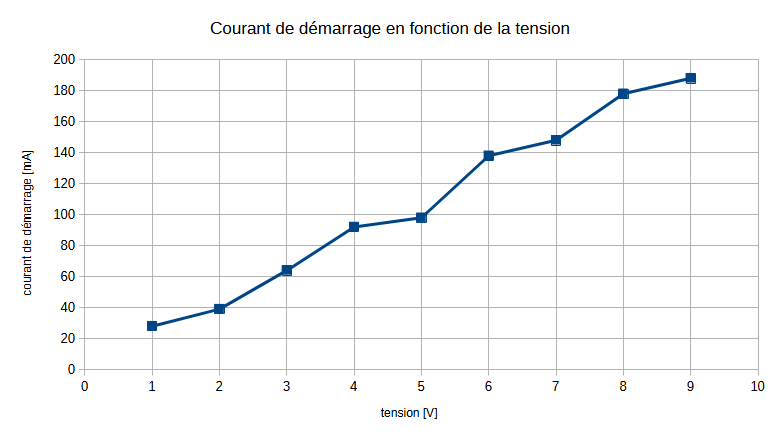 Courant de démarrage en fonction de la tension
200
180
160
140
120
100
80
60
40
20
0
courant de démarrage [mA]
0 1 2 3 4 5 6 7 8 9 10
tension [V]